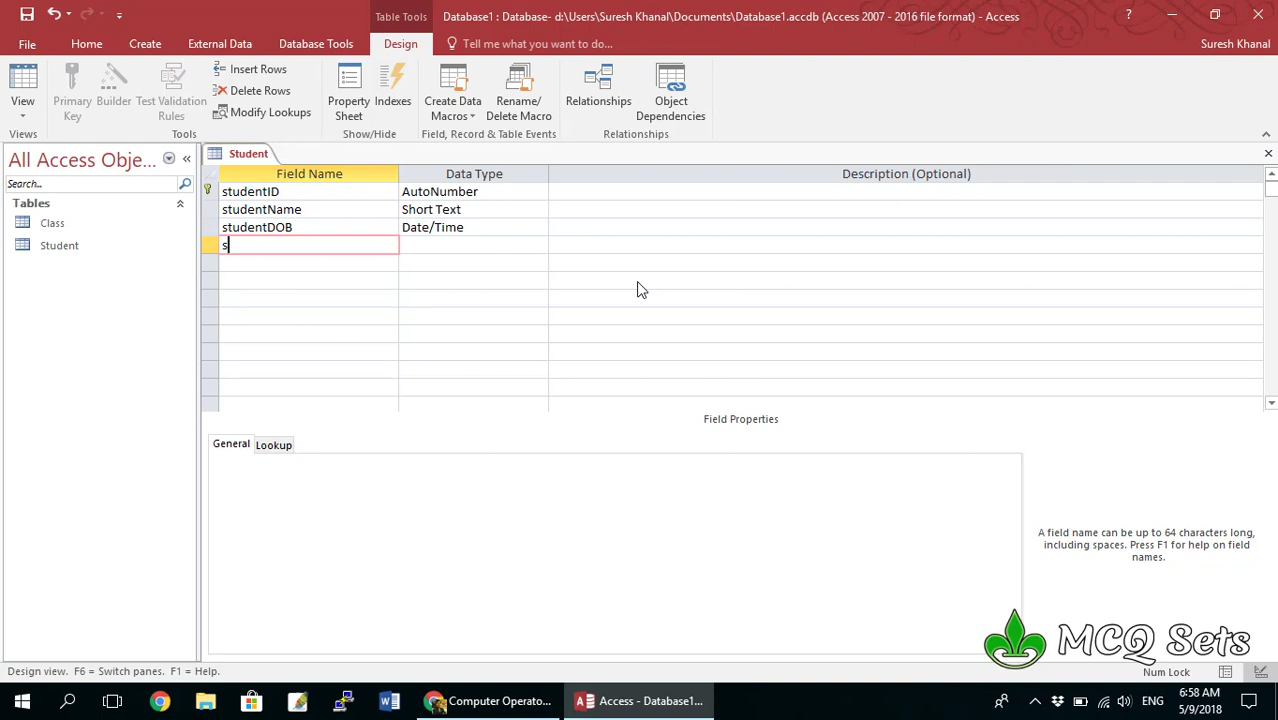 Table Tools
Database1 : Database- d:\Users\Suresh Khanal\Documents\Database1.accdb (Access 2007 - 2016 file format) - Access
File Home Create External Data Database Tools Design Tell me what you want to do... Suresh Khanal
View
Primary Key
Builder
Test Validation Rules
Insert Rows
Delete Rows
Modify Lookups
Property Sheet
Indexes
Create Data Macros
Rename/ Delete Macro
Relationships
Object Dependencies
Views Tools Show/Hide Field, Record & Table Events Relationships
All Access Obje...
Search...
Tables
Class
Student
Student
Field Name Data Type Description (Optional)
studentID AutoNumber
studentName Short Text
studentDOB Date/Time
s
Field Properties
General Lookup
A field name can be up to 64 characters long,
including spaces. Press F1 for help on field
names.
MCQ Sets
Design view. F6 = Switch panes. F1 = Help.
Num Lock
Computer Operato...
Access - Database1...
ENG
6:58 AM
5/9/2018